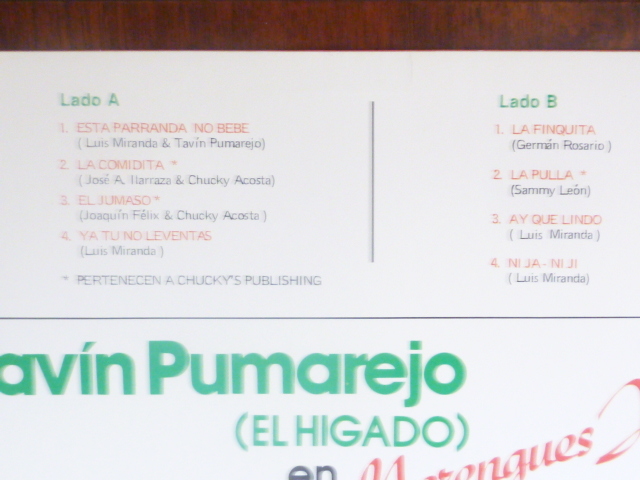 Lado A
1. ESTA PARRANDA NO BEBE
( Luis Miranda & Tavín Pumarejo)
2. LA COMIDITA *
( José A. Ilarraza & Chucky Acosta)
3. EL JUMASO *
(Joaquín Félix & Chucky Acosta )
4. YA TU NO LEVENTAS
(Luis Miranda )
* PERTENECEN A CHUCKY'S PUBLISHING
Lado B
1. LA FINQUITA
(Germán Rosario )
2. LA PULLA *
(Sammy León)
3. AY QUE LINDO
( Luis Miranda )
4. NI JA - NI JI
( Luis Miranda)
avín Pumarejo
(EL HIGADO)
en Merengues